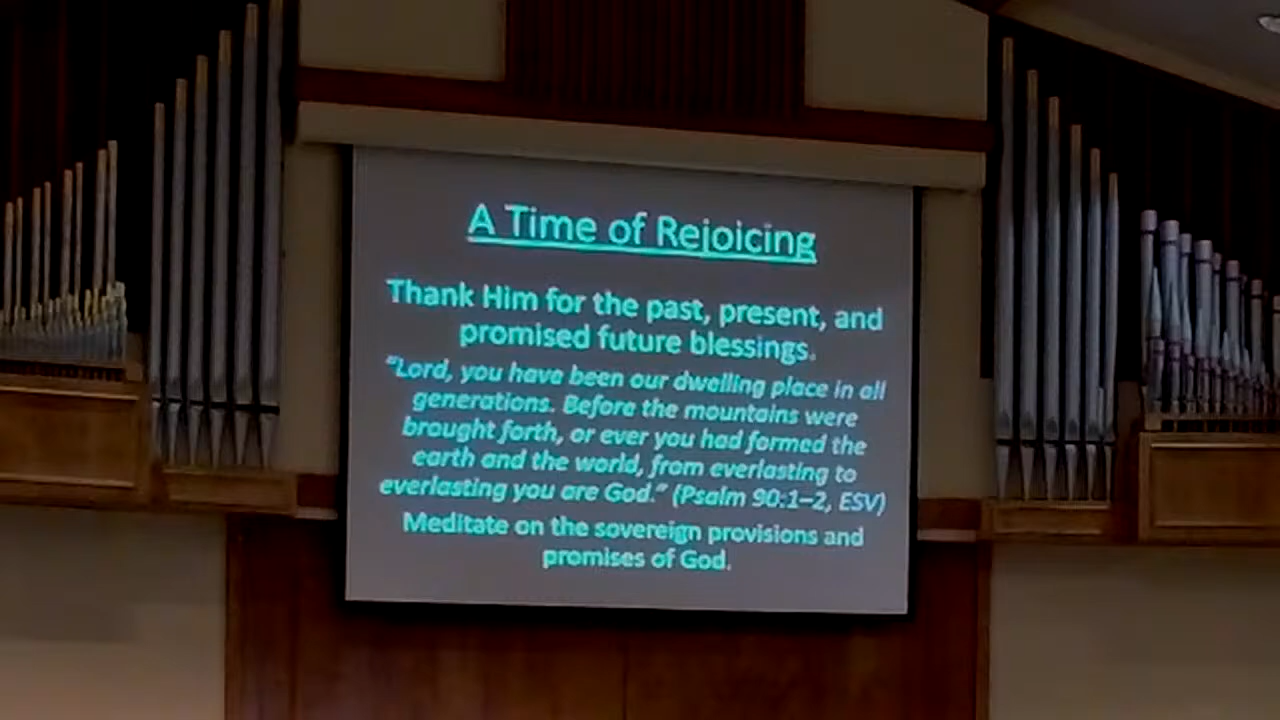 A Time of Rejoicing
Thank Him for the past, present, and
promised future blessings.
“Lord, you have been our dwelling place in all
generations. Before the mountains were
brought forth, or ever you had formed the
earth and the world, from everlasting to
everlasting you are God.” (Psalm 90:1–2, ESV)
Meditate on the sovereign provisions and
promises of God.